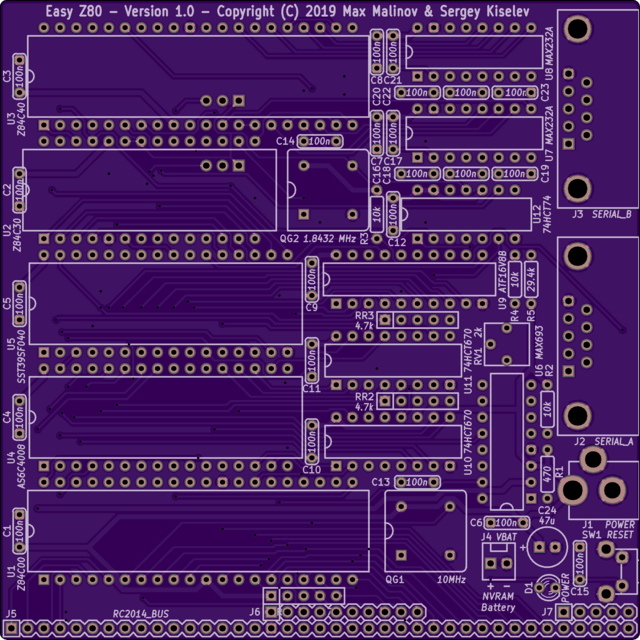 Easy Z80 - Version 1.0 - Copyright (C) 2019 Max Malinov & Sergey Kiselev
C3
100n
U3
Z84C40
C8
C21
100n
100n
U8 MAX232A
C20
C22
100n
100n
100n
C23
C14
100n
100n
100n
C7
C17
U7 MAX232A
C16
C18
100n
100n
100n
C19
C2
100n
U2
Z84C30
QG2 1.8432 MHz
R3
10k
100n
C12
U12
74HCT74
J3 SERIAL_B
C5
100n
U5
SST39SF040
100n
C9
U9 ATF16V8B
10k
29.4k
R4
R5
RR3
4.7k
RV1 2k
U6 MAX693
100n
C11
U11 74HCT670
R2
10k
RR2
4.7k
C4
100n
U4
AS6C4008
100n
C10
U10 74HCT670
J2 SERIAL_A
470
R1
C13
100n
C1
100n
U1
Z84C00
QG1 10MHz
C6
100n
C24
47u
+
J1 POWER
SW1 RESET
J4 VBAT
+ -
NVRAM
Battery
D1
POWER
100n
C15
J5
RC2014_BUS
J6
J7